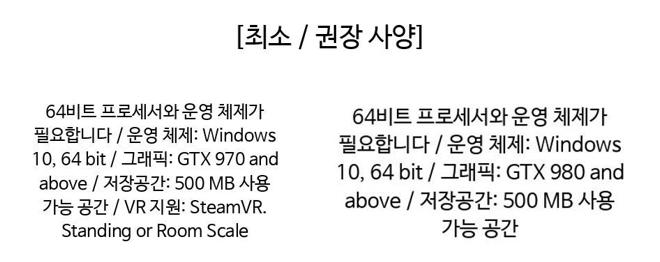 [최소 / 권장 사양]
64비트 프로세서와 운영 체제가
필요합니다 / 운영 체제: Windows
10, 64 bit / 그래픽: GTX 970 and
above / 저장공간: 500 MB 사용
가능 공간 / VR 지원: SteamVR.
Standing or Room Scale
64비트 프로세서와 운영 체제가
필요합니다 / 운영 체제: Windows
10, 64 bit / 그래픽: GTX 980 and
above / 저장공간: 500 MB 사용
가능 공간